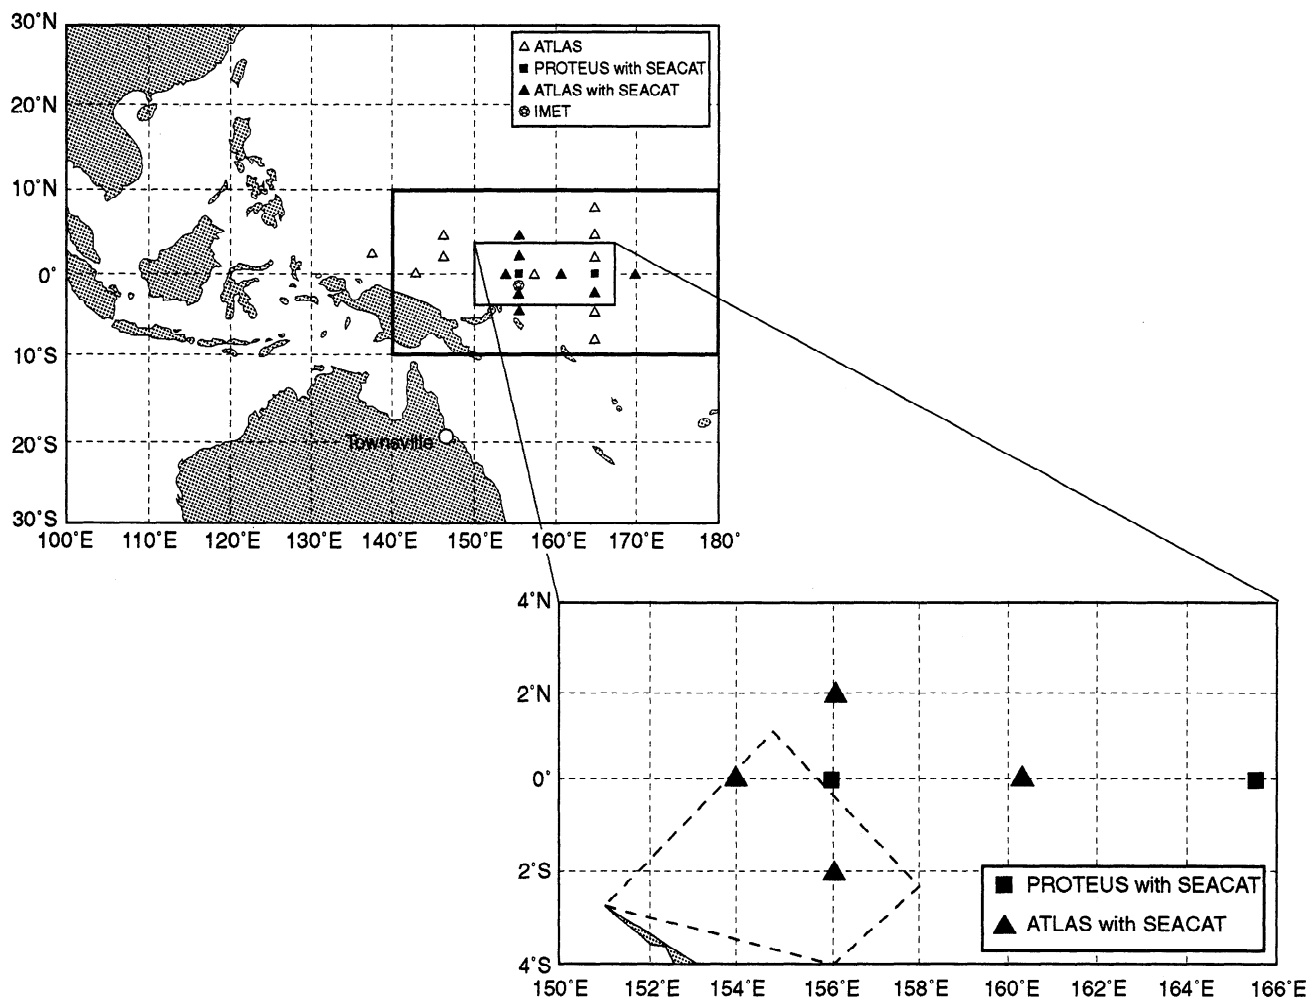 30°N
20°N
10°N
0°
10°S
20°S
30°S
100°E 110°E 120°E 130°E 140°E 150°E 160°E 170°E 180°
ATLAS
PROTEUS with SEACAT
ATLAS with SEACAT
IMET
Townsville
4°N
2°N
0°
2°S
4°S
150°E 152°E 154°E 156°E 158°E 160°E 162°E 164°E 166°E
PROTEUS with SEACAT
ATLAS with SEACAT